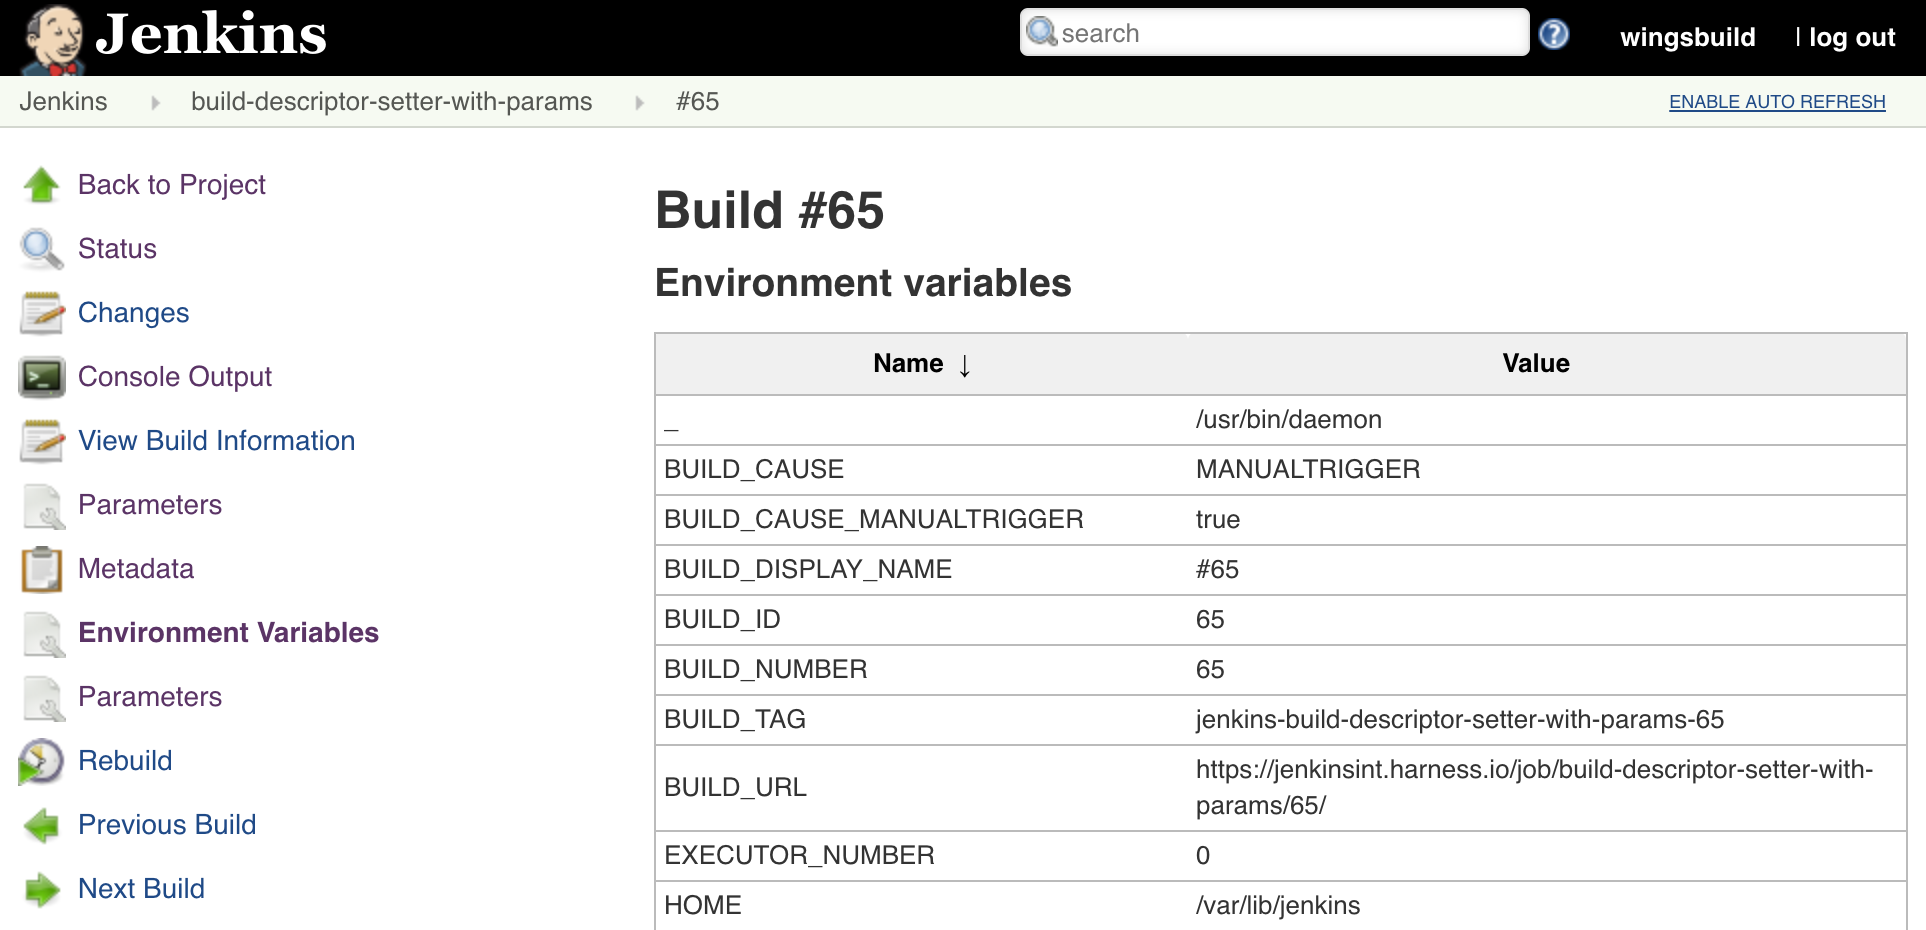 Jenkins
search
wingsbuild | log out
Jenkins build-descriptor-setter-with-params #65
ENABLE AUTO REFRESH
Back to Project
Status
Changes
Console Output
View Build Information
Parameters
Metadata
Environment Variables
Parameters
Rebuild
Previous Build
Next Build
Build #65
Environment variables
Name ↓ Value
_ /usr/bin/daemon
BUILD_CAUSE MANUALTRIGGER
BUILD_CAUSE_MANUALTRIGGER true
BUILD_DISPLAY_NAME #65
BUILD_ID 65
BUILD_NUMBER 65
BUILD_TAG jenkins-build-descriptor-setter-with-params-65
BUILD_URL https://jenkinsint.harness.io/job/build-descriptor-setter-with-
params/65/
EXECUTOR_NUMBER 0
HOME /var/lib/jenkins